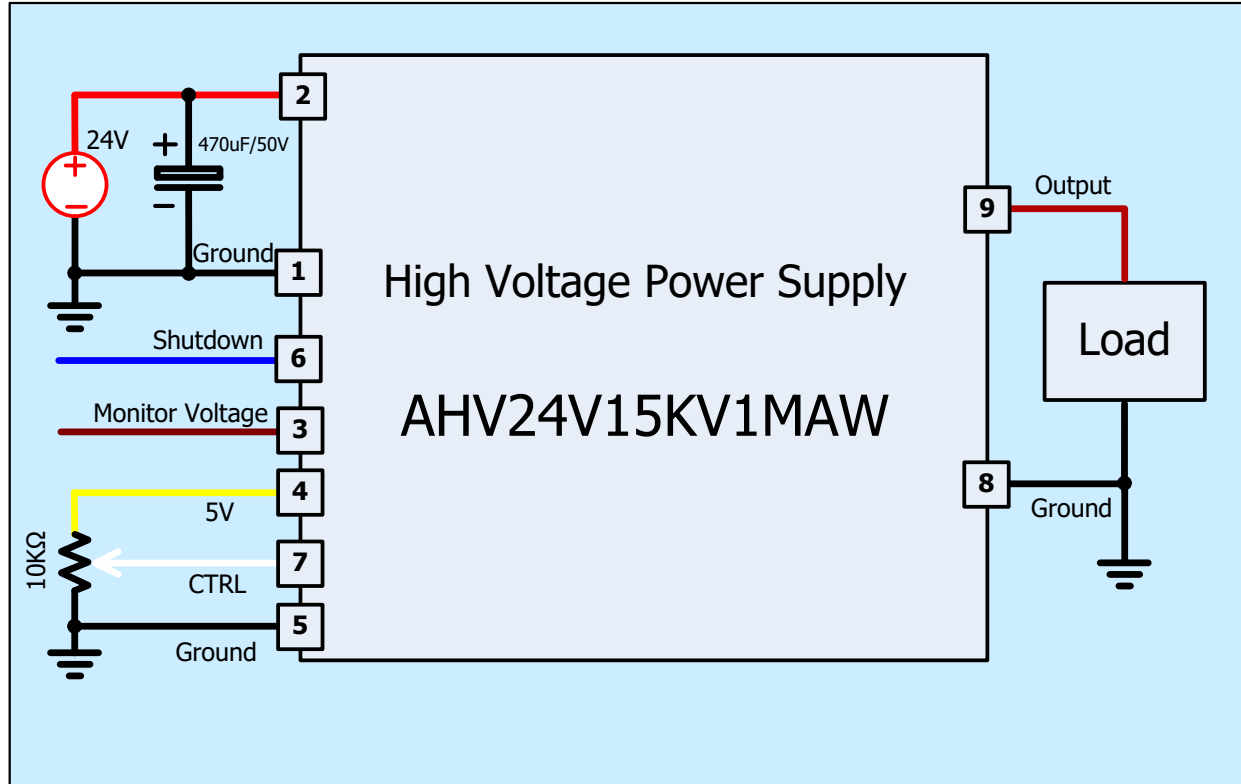 2
24V
+
470uF/50V
+
−
−
Ground
1
Shutdown
6
Monitor Voltage
3
4
5V
10KΩ
7
CTRL
5
Ground
High Voltage Power Supply
AHV24V15KV1MAW
Output
9
Load
8
Ground